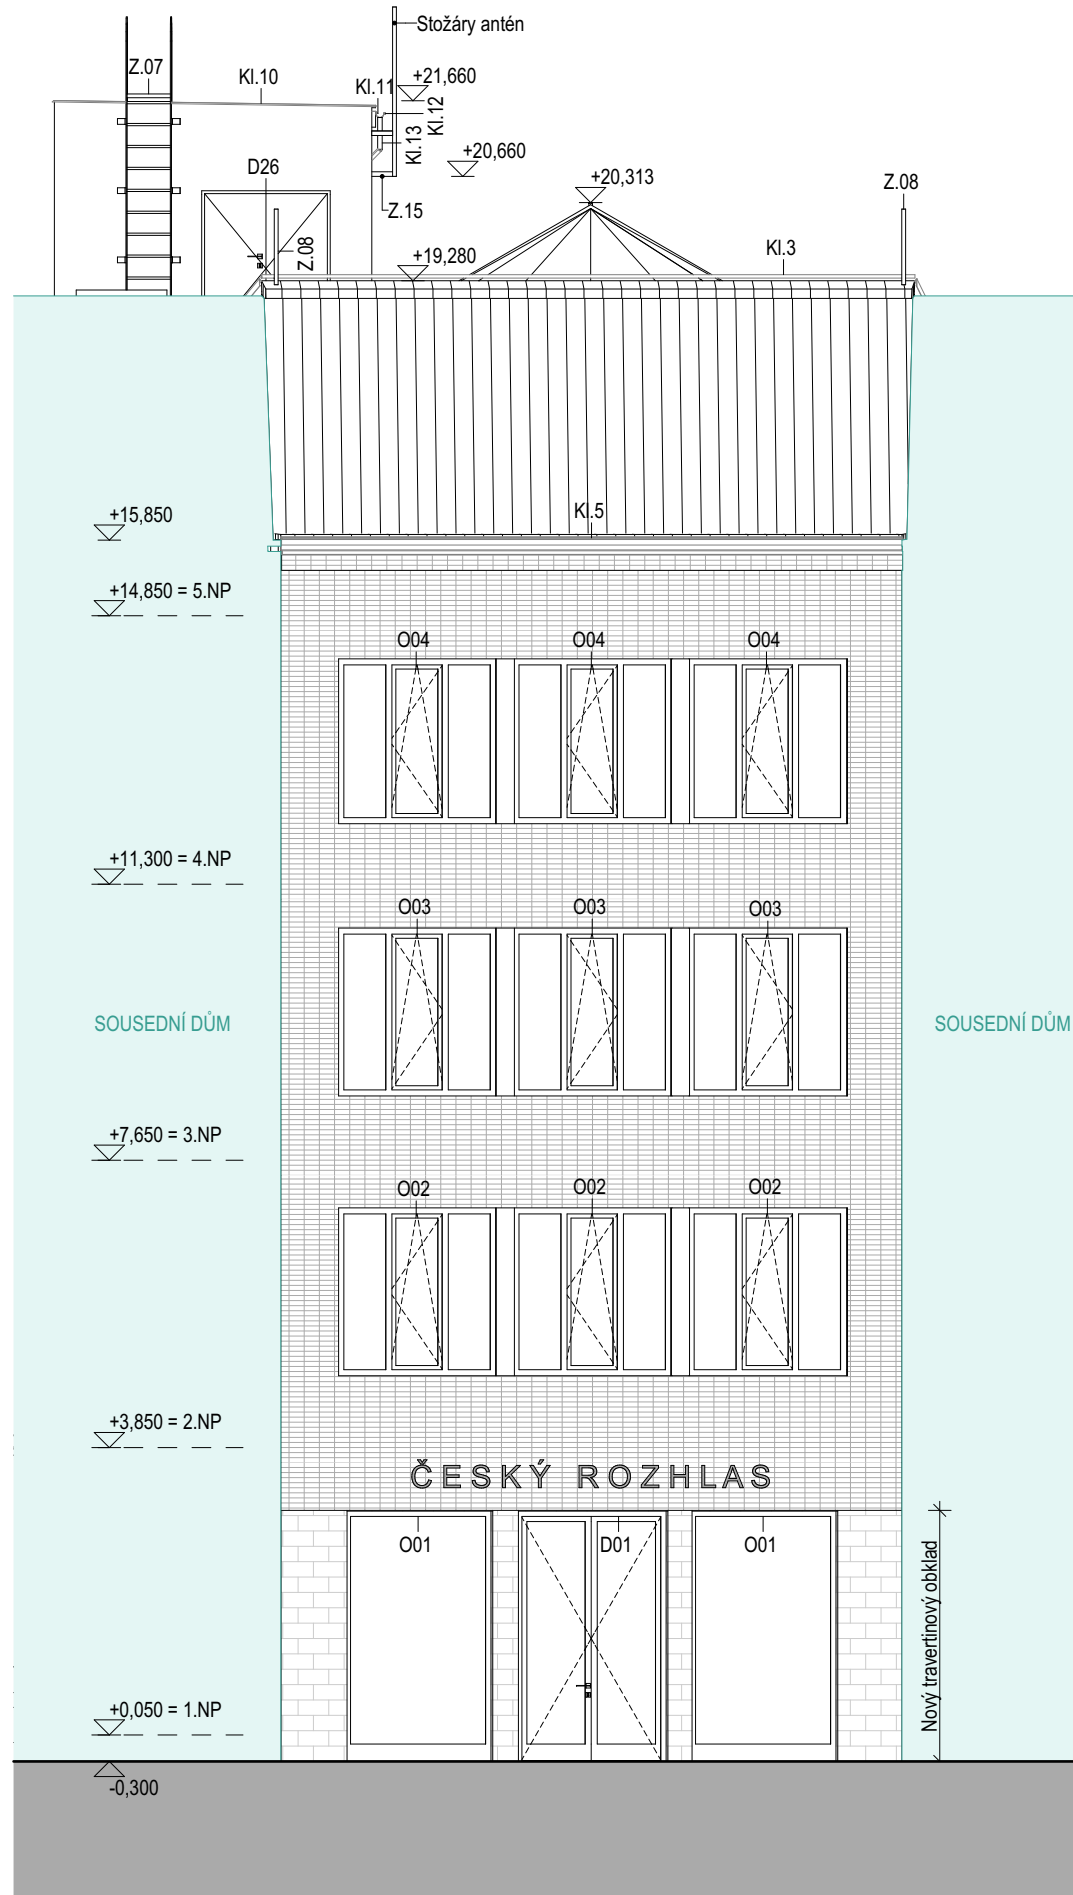 Stožáry antén
Z.07
Kl.10
Kl.11
+21,660
Kl.12
Kl.13
+20,660
D26
+20,313
Z.08
Z.15
Z.08
+19,280
Kl.3
+15,850
Kl.5
+14,850 = 5.NP
O04
O04
O04
+11,300 = 4.NP
O03
O03
O03
SOUSEDNÍ DŮM
SOUSEDNÍ DŮM
+7,650 = 3.NP
O02
O02
O02
+3,850 = 2.NP
ČESKÝ ROZHLAS
O01
D01
O01
Nový travertinový obklad
+0,050 = 1.NP
-0,300